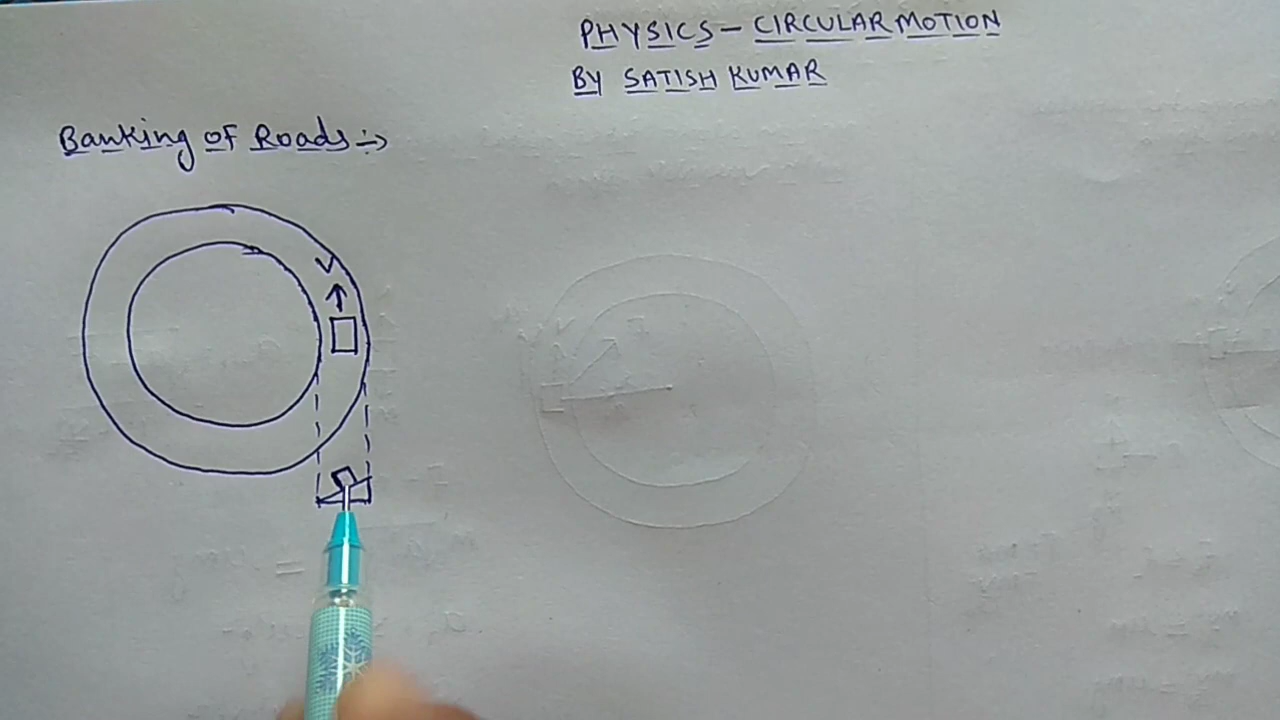 PHYSICS - CIRCULAR MOTION
BY SATISH KUMAR
Banking of Roads :→
V